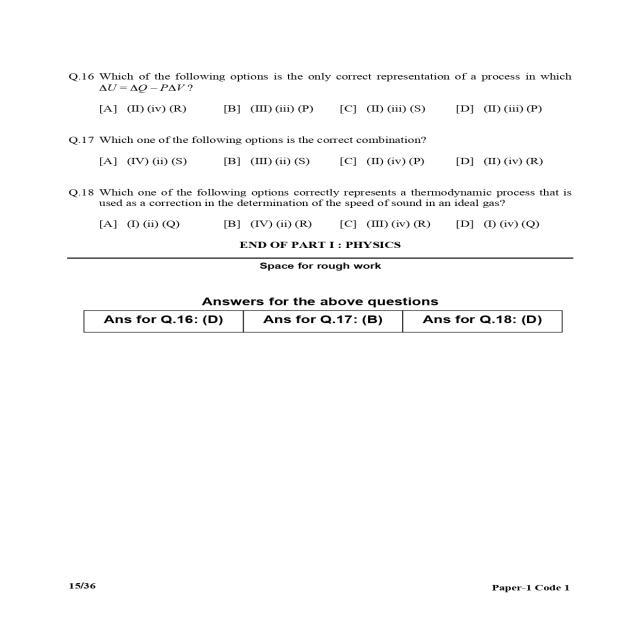 Q.16 Which of the following options is the only correct representation of a process in which
ΔU = ΔQ – PΔV ?
[A] (II) (iv) (R) [B] (III) (iii) (P) [C] (II) (iii) (S) [D] (II) (iii) (P)
Q.17 Which one of the following options is the correct combination?
[A] (IV) (ii) (S) [B] (III) (ii) (S) [C] (II) (iv) (P) [D] (II) (iv) (R)
Q.18 Which one of the following options correctly represents a thermodynamic process that is
used as a correction in the determination of the speed of sound in an ideal gas?
[A] (I) (ii) (Q) [B] (IV) (ii) (R) [C] (III) (iv) (R) [D] (I) (iv) (Q)
END OF PART I : PHYSICS
Space for rough work
Answers for the above questions
Ans for Q.16: (D) Ans for Q.17: (B) Ans for Q.18: (D)
15/36 Paper-1 Code 1